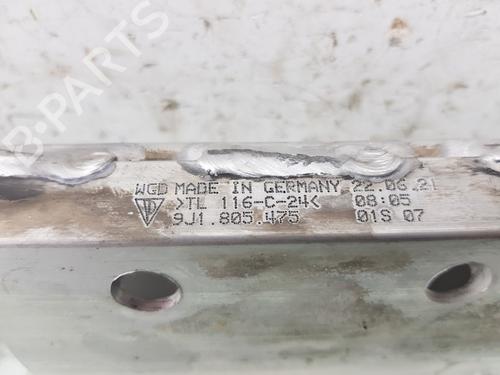 B-PARTS
WGD MADE IN GERMANY 22.06.21
>TL 116-C-24< 08:05
9J1.805.475 01S 07